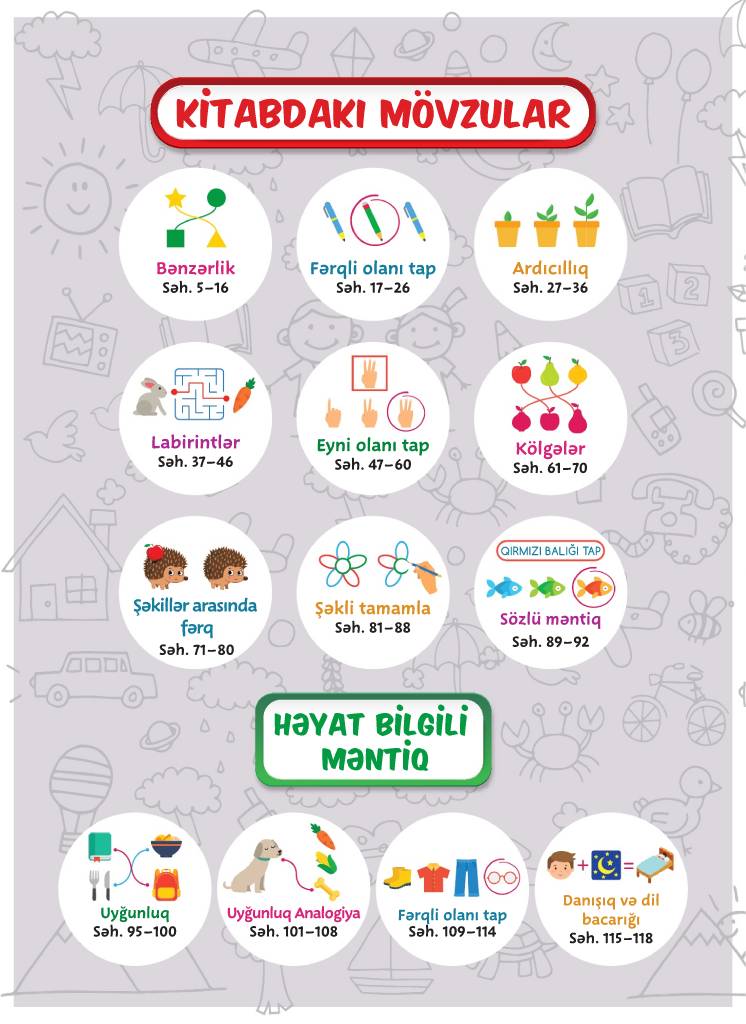 KİTABDAKI MÖVZULAR
Bənzərlik
Səh. 5–16
Fərqli olanı tap
Səh. 17–26
Ardıcıllıq
Səh. 27–36
Labirintlər
Səh. 37–46
Eyni olanı tap
Səh. 47–60
Kölgələr
Səh. 61–70
Şəkillər arasında
fərq
Səh. 71–80
Şəkli tamamla
Səh. 81–88
QIRMIZI BALIĞI TAP
Sözlü məntiq
Səh. 89–92
HƏYAT BİLGİLİ
MƏNTİQ
Uyğunluq
Səh. 95–100
Uyğunluq Analogiya
Səh. 101–108
Fərqli olanı tap
Səh. 109–114
Danışıq və dil
bacarığı
Səh. 115–118
1
2
3